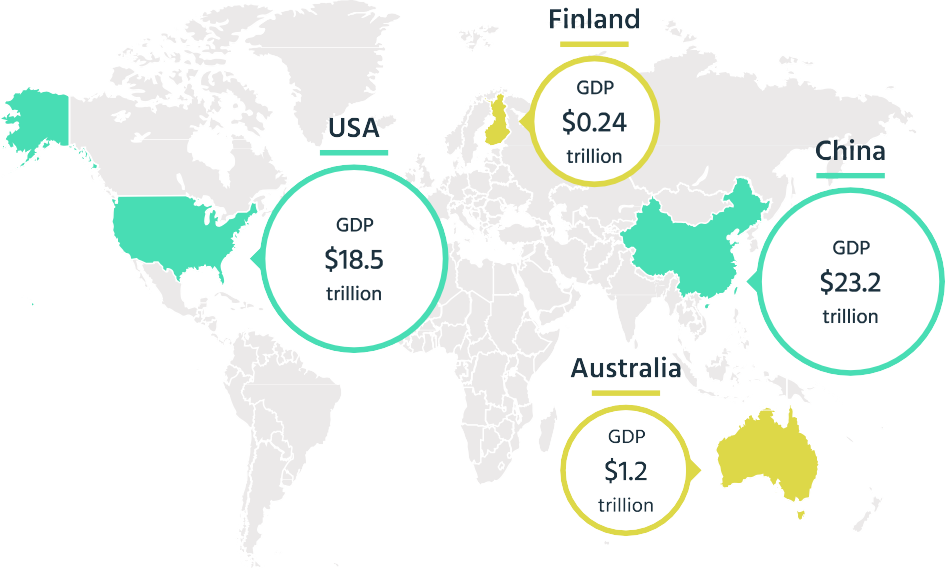 Finland
GDP
$0.24
trillion
USA
GDP
$18.5
trillion
China
GDP
$23.2
trillion
Australia
GDP
$1.2
trillion